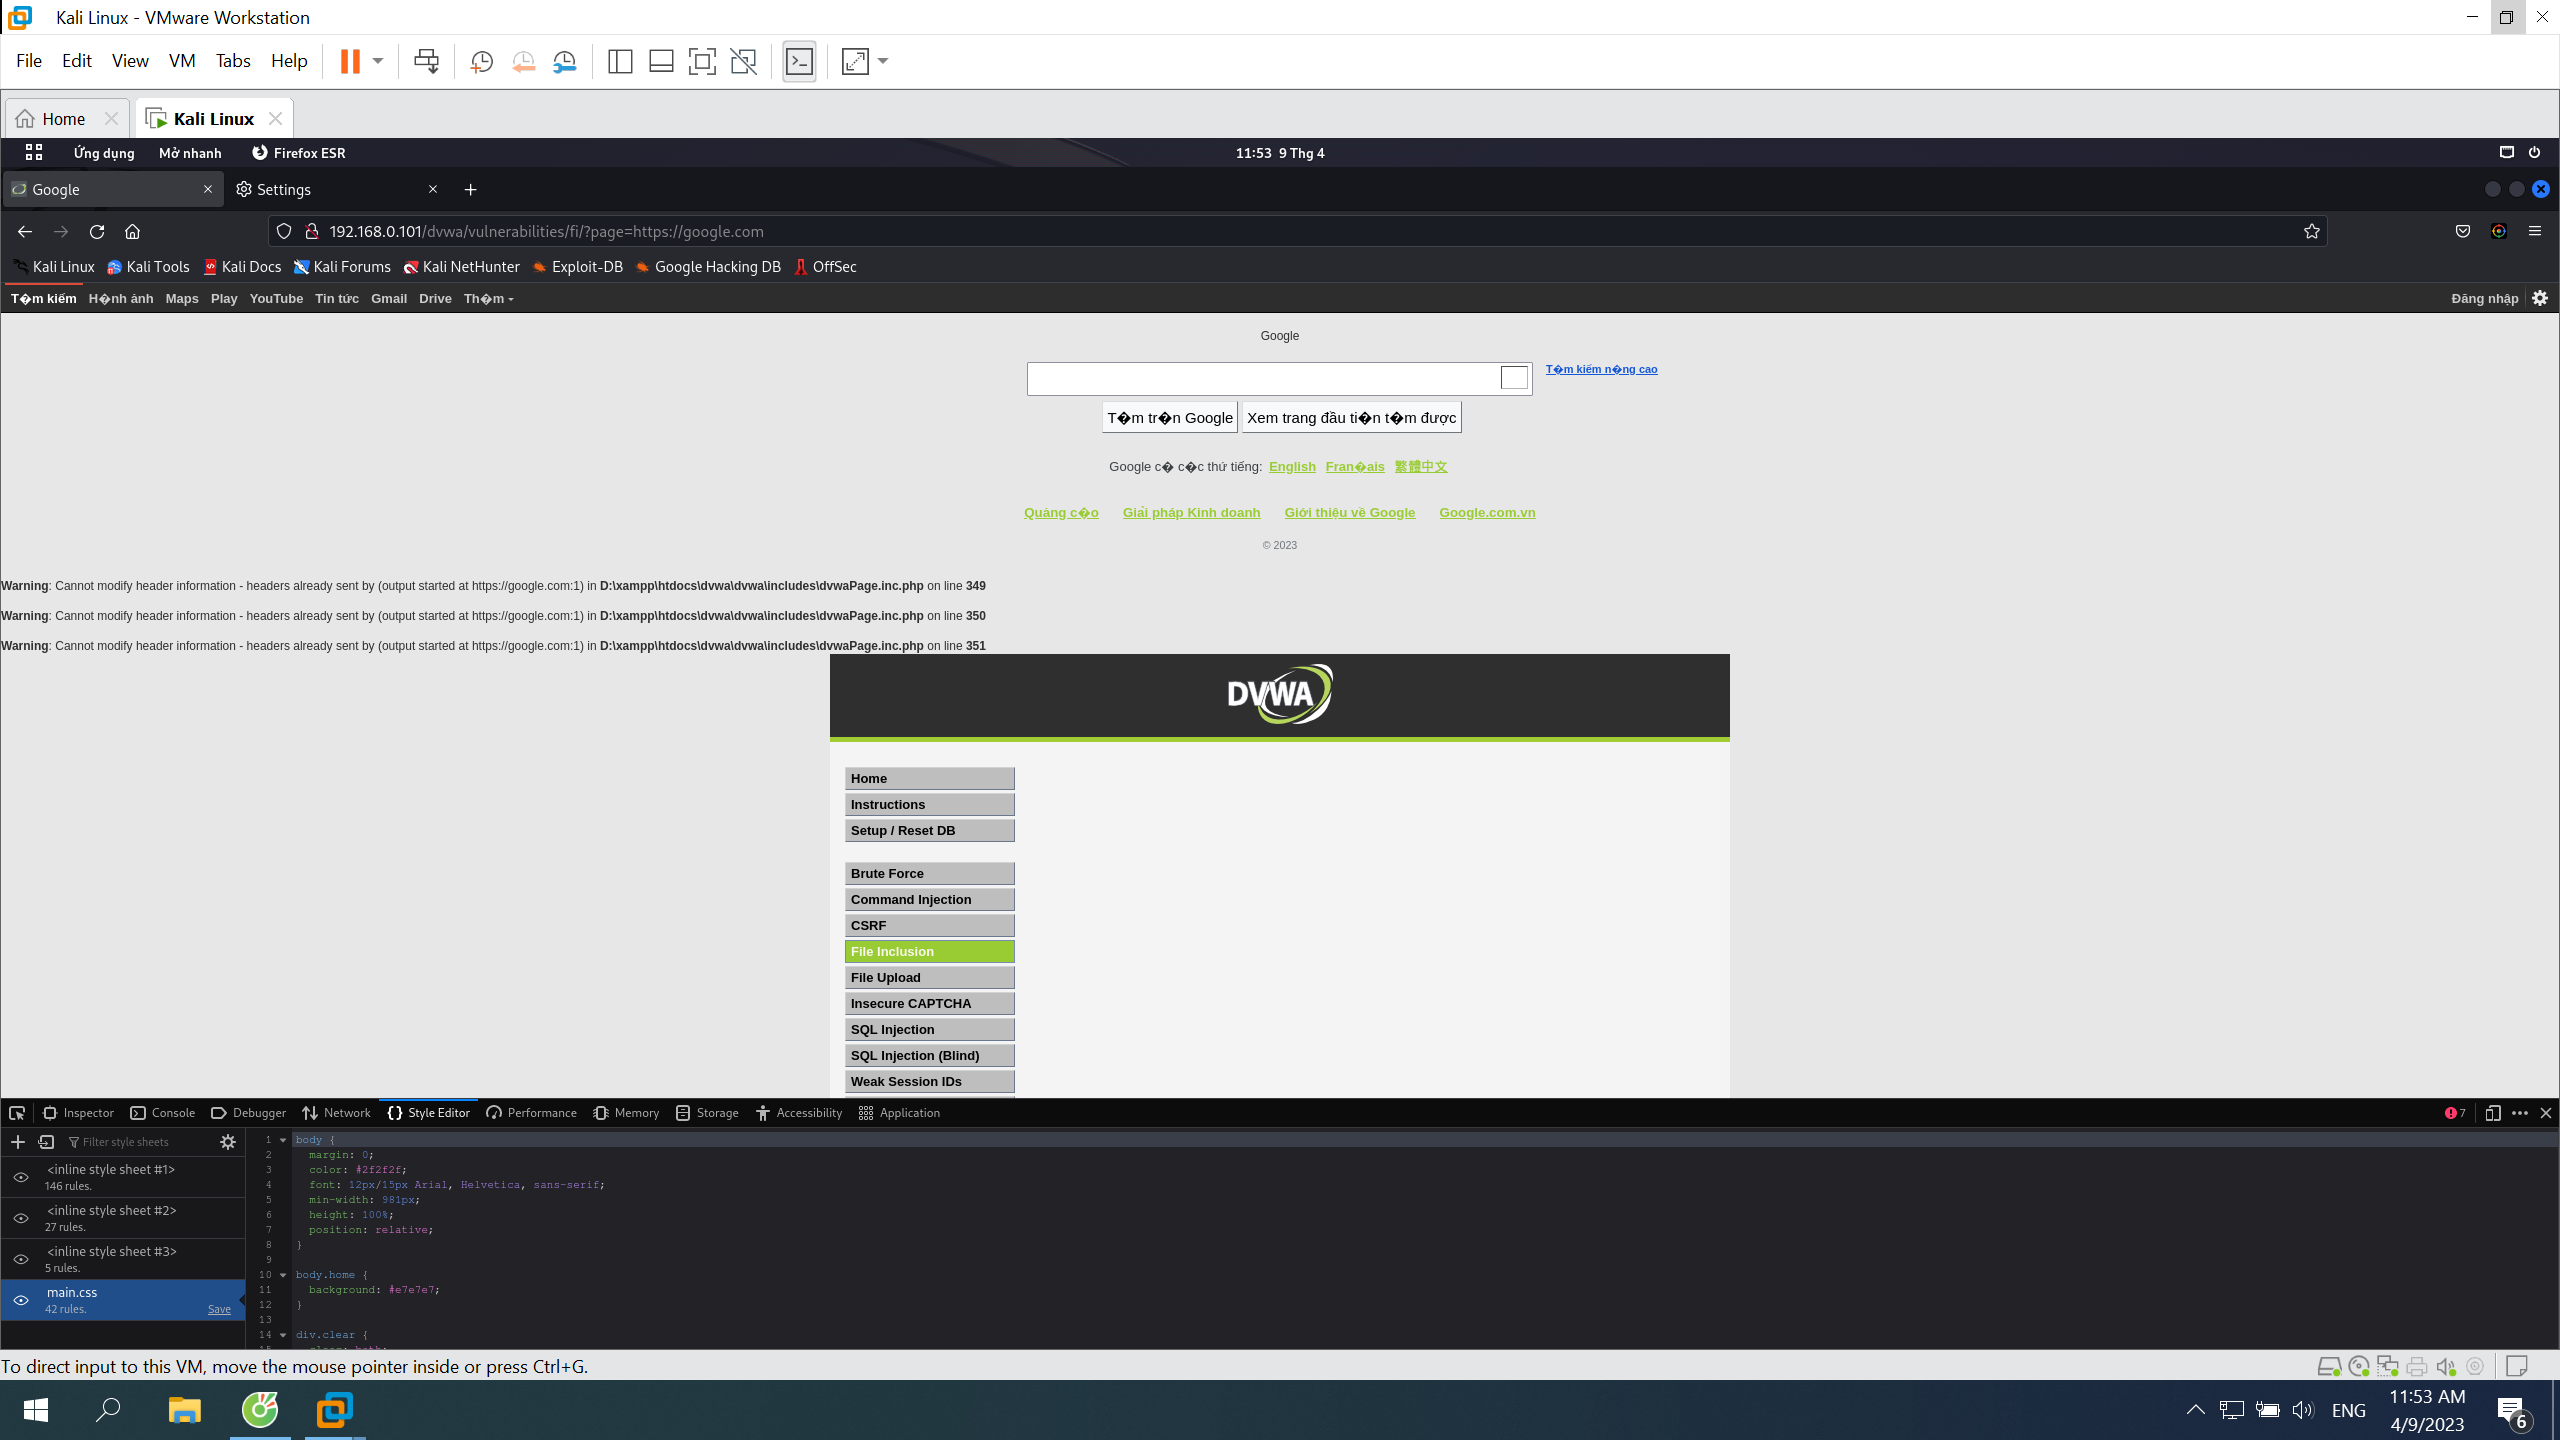 Kali Linux - VMware Workstation
File Edit View VM Tabs Help
Home Kali Linux
Ứng dụng Mở nhanh Firefox ESR 11:53 9 Thg 4
Google Settings
192.168.0.101/dvwa/vulnerabilities/fi/?page=https://google.com
Kali Linux Kali Tools Kali Docs Kali Forums Kali NetHunter Exploit-DB Google Hacking DB OffSec
T�m kiếm H�nh ảnh Maps Play YouTube Tin tức Gmail Drive Th�m Đăng nhập
Google
T�m kiếm n�ng cao
T�m tr�n Google Xem trang đầu ti�n t�m được
Google c� c�c thứ tiếng: English Fran�ais 繁體中文
Quảng c�o Giải pháp Kinh doanh Giới thiệu về Google Google.com.vn
© 2023
Warning: Cannot modify header information - headers already sent by (output started at https://google.com:1) in D:\xampp\htdocs\dvwa\dvwa\includes\dvwaPage.inc.php on line 349
Warning: Cannot modify header information - headers already sent by (output started at https://google.com:1) in D:\xampp\htdocs\dvwa\dvwa\includes\dvwaPage.inc.php on line 350
Warning: Cannot modify header information - headers already sent by (output started at https://google.com:1) in D:\xampp\htdocs\dvwa\dvwa\includes\dvwaPage.inc.php on line 351
DVWA
Home
Instructions
Setup / Reset DB
Brute Force
Command Injection
CSRF
File Inclusion
File Upload
Insecure CAPTCHA
SQL Injection
SQL Injection (Blind)
Weak Session IDs
Inspector Console Debugger Network Style Editor Performance Memory Storage Accessibility Application 7
Filter style sheets
<inline style sheet #1>
146 rules.
<inline style sheet #2>
27 rules.
<inline style sheet #3>
5 rules.
main.css
42 rules. Save
1 body {
2 margin: 0;
3 color: #2f2f2f;
4 font: 12px/15px Arial, Helvetica, sans-serif;
5 min-width: 981px;
6 height: 100%;
7 position: relative;
8 }
9
10 body.home {
11 background: #e7e7e7;
12 }
13
14 div.clear {
To direct input to this VM, move the mouse pointer inside or press Ctrl+G.
ENG
11:53 AM
4/9/2023
6